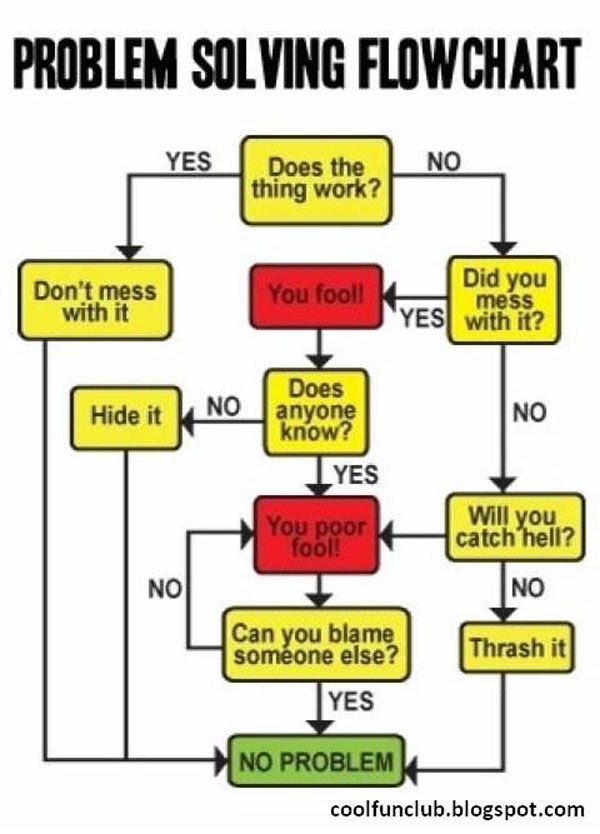 PROBLEM SOLVING FLOWCHART
YES
Does the
thing work?
NO
Don't mess
with it
You fool!
YES
Did you
mess
with it?
Hide it
NO
Does
anyone
know?
NO
YES
You poor
fool!
Will you
catch hell?
NO
NO
Can you blame
someone else?
Thrash it
YES
NO PROBLEM
coolfunclub.blogspot.com